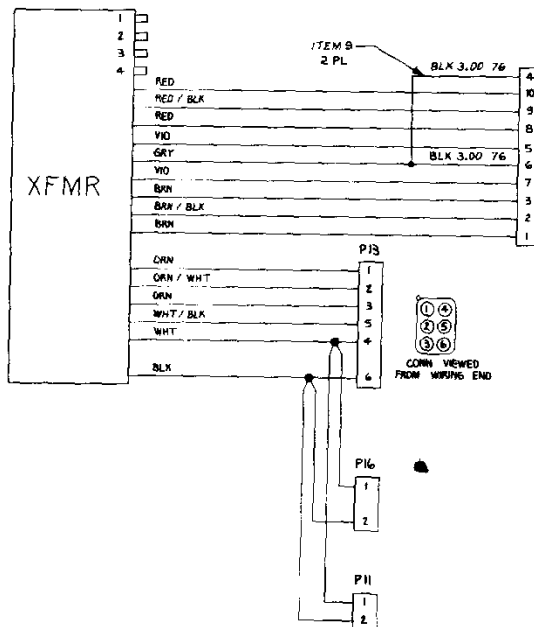 1
2
3
4
ITEM 9
2 PL
BLK 3.00 76
4
RED
10
RED / BLK
9
RED
8
VIO
5
GRY
BLK 3.00 76
6
VIO
7
XFMR
BRN
3
BRN / BLK
2
BRN
1
P13
ORN
1
ORN / WHT
2
ORN
3
WHT / BLK
5
WHT
4
BLK
6
1 4
2 5
3 6
CONN VIEWED
FROM WIRING END
P16
1
2
P11
1
2